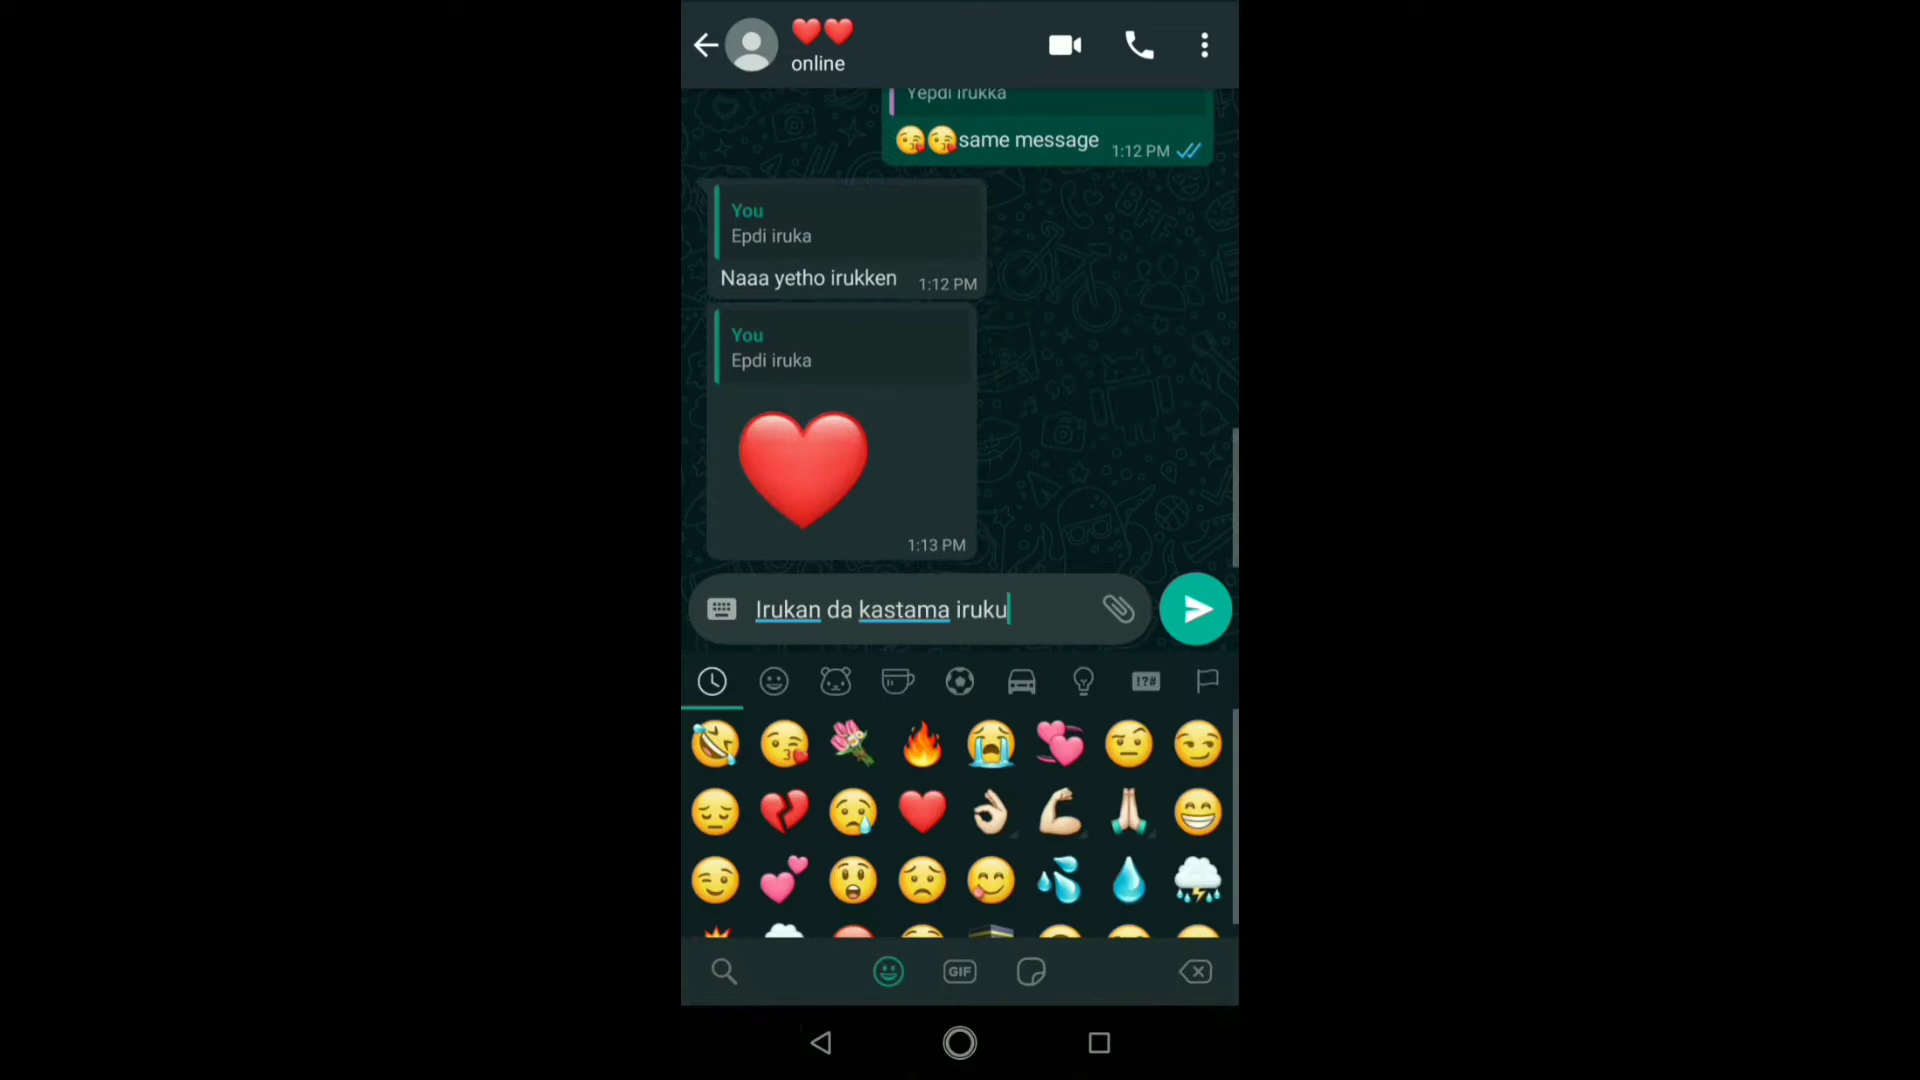 ❤️❤️
online
Yepdi irukka
😘😘same message 1:12 PM
You
Epdi iruka
Naaa yetho irukken 1:12 PM
You
Epdi iruka
❤️
1:13 PM
Irukan da kastama iruku
!?#
GIF